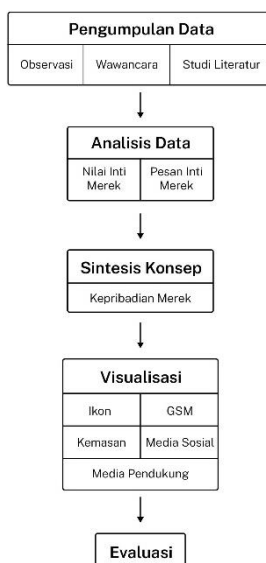 Pengumpulan Data
Observasi Wawancara Studi Literatur
Analisis Data
Nilai Inti Pesan Inti
Merek Merek
Sintesis Konsep
Kepribadian Merek
Visualisasi
Ikon GSM
Kemasan Media Sosial
Media Pendukung
Evaluasi